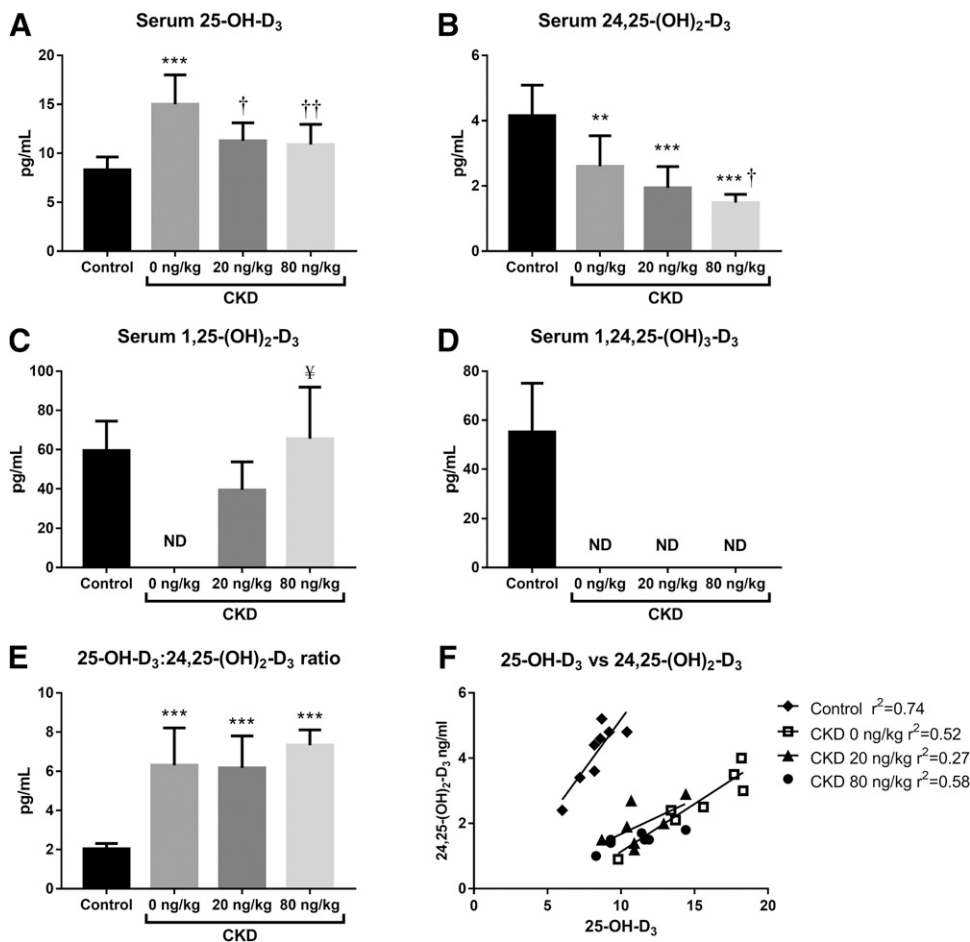 A
Serum 25-OH-D₃
pg/mL
20
15
10
5
0
***
†
††
Control
0 ng/kg
20 ng/kg
80 ng/kg
CKD
B
Serum 24,25-(OH)₂-D₃
pg/mL
6
4
2
0
**
***
*** †
Control
0 ng/kg
20 ng/kg
80 ng/kg
CKD
C
Serum 1,25-(OH)₂-D₃
pg/mL
100
80
60
40
20
0
ND
¥
Control
0 ng/kg
20 ng/kg
80 ng/kg
CKD
D
Serum 1,24,25-(OH)₃-D₃
pg/mL
80
60
40
20
0
ND
ND
ND
Control
0 ng/kg
20 ng/kg
80 ng/kg
CKD
E
25-OH-D₃:24,25-(OH)₂-D₃ ratio
pg/mL
10
8
6
4
2
0
***
***
***
Control
0 ng/kg
20 ng/kg
80 ng/kg
CKD
F
25-OH-D₃ vs 24,25-(OH)₂-D₃
24,25-(OH)₂-D₃ ng/ml
6
4
2
0
0
5
10
15
20
25-OH-D₃
Control r²=0.74
CKD 0 ng/kg r²=0.52
CKD 20 ng/kg r²=0.27
CKD 80 ng/kg r²=0.58